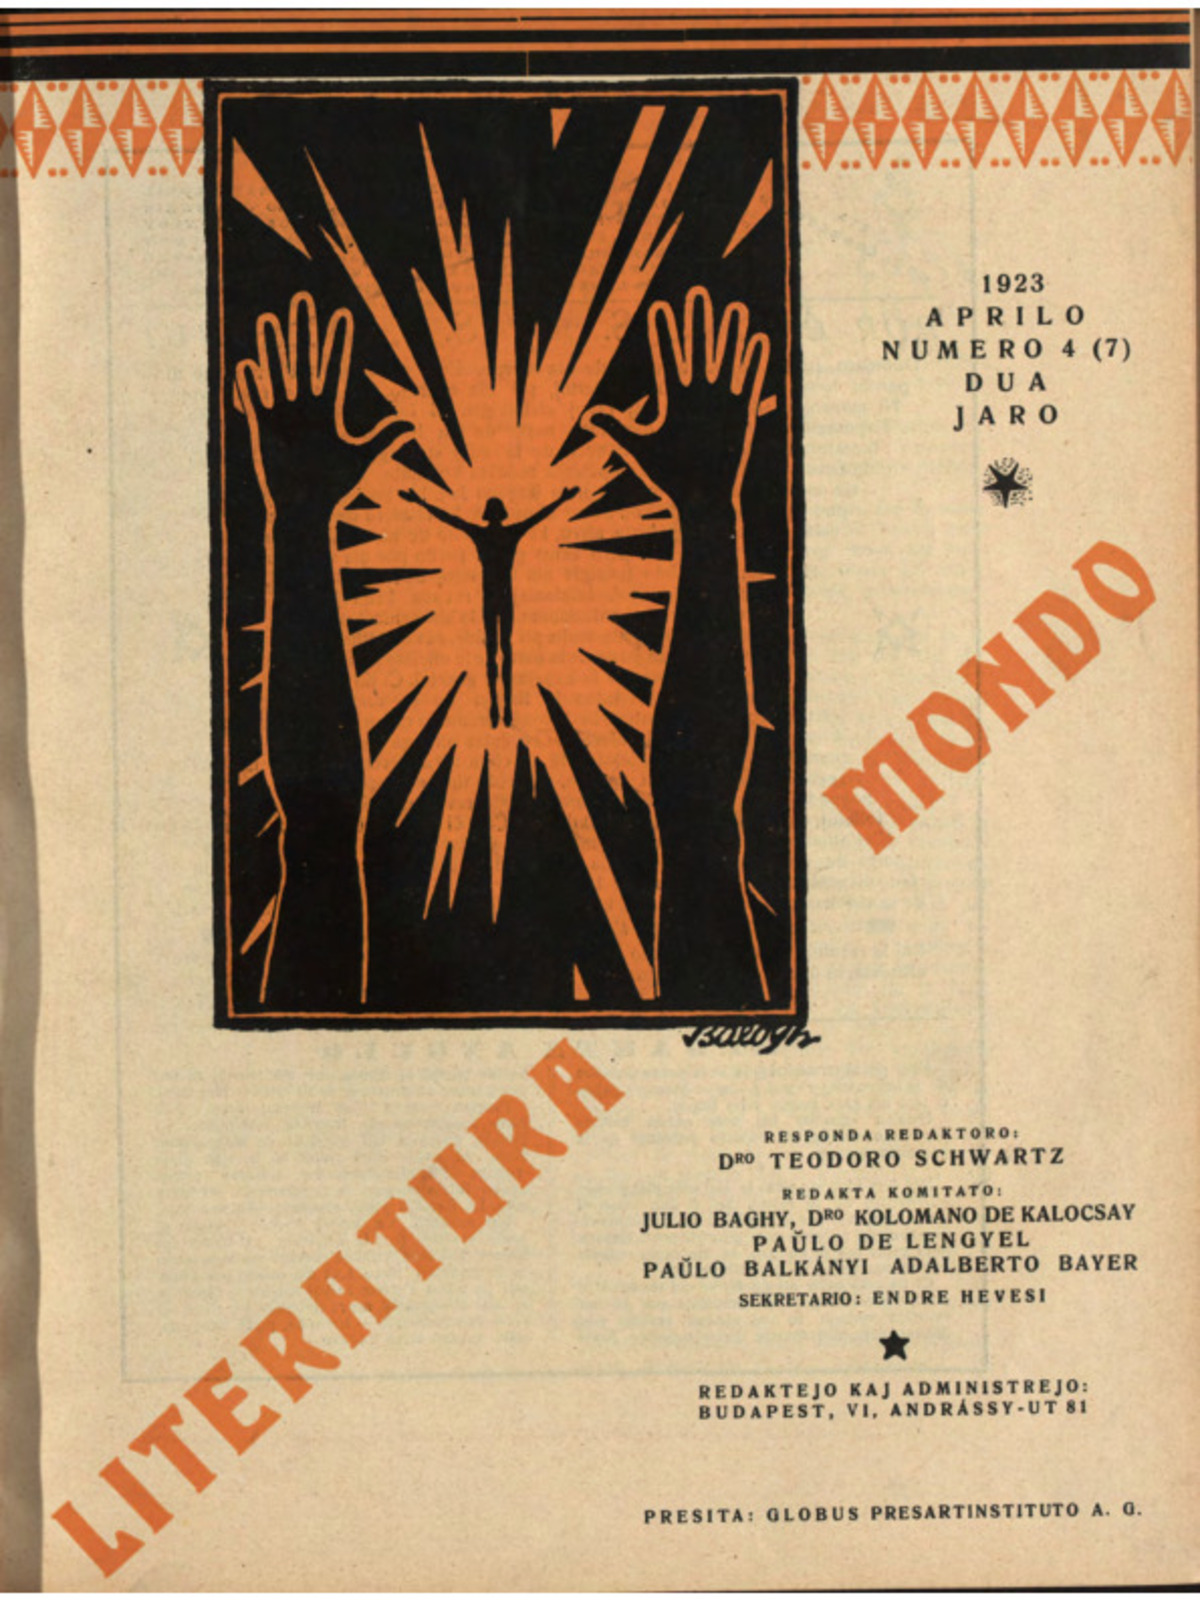 1923
APRILO
NUMERO 4 (7)
DUA
JARO
LITERATURA MONDO
Balogh
RESPONDA REDAKTORO:
DRO TEODORO SCHWARTZ
REDAKTA KOMITATO:
JULIO BAGHY, DRO KOLOMANO DE KALOCSAY
PAŬLO DE LENGYEL
PAŬLO BALKÁNYI ADALBERTO BAYER
SEKRETARIO: ENDRE HEVESI
REDAKTEJO KAJ ADMINISTREJO:
BUDAPEST, VI, ANDRÁSSY-UT 81
PRESITA: GLOBUS PRESARTINSTITUTO A. G.